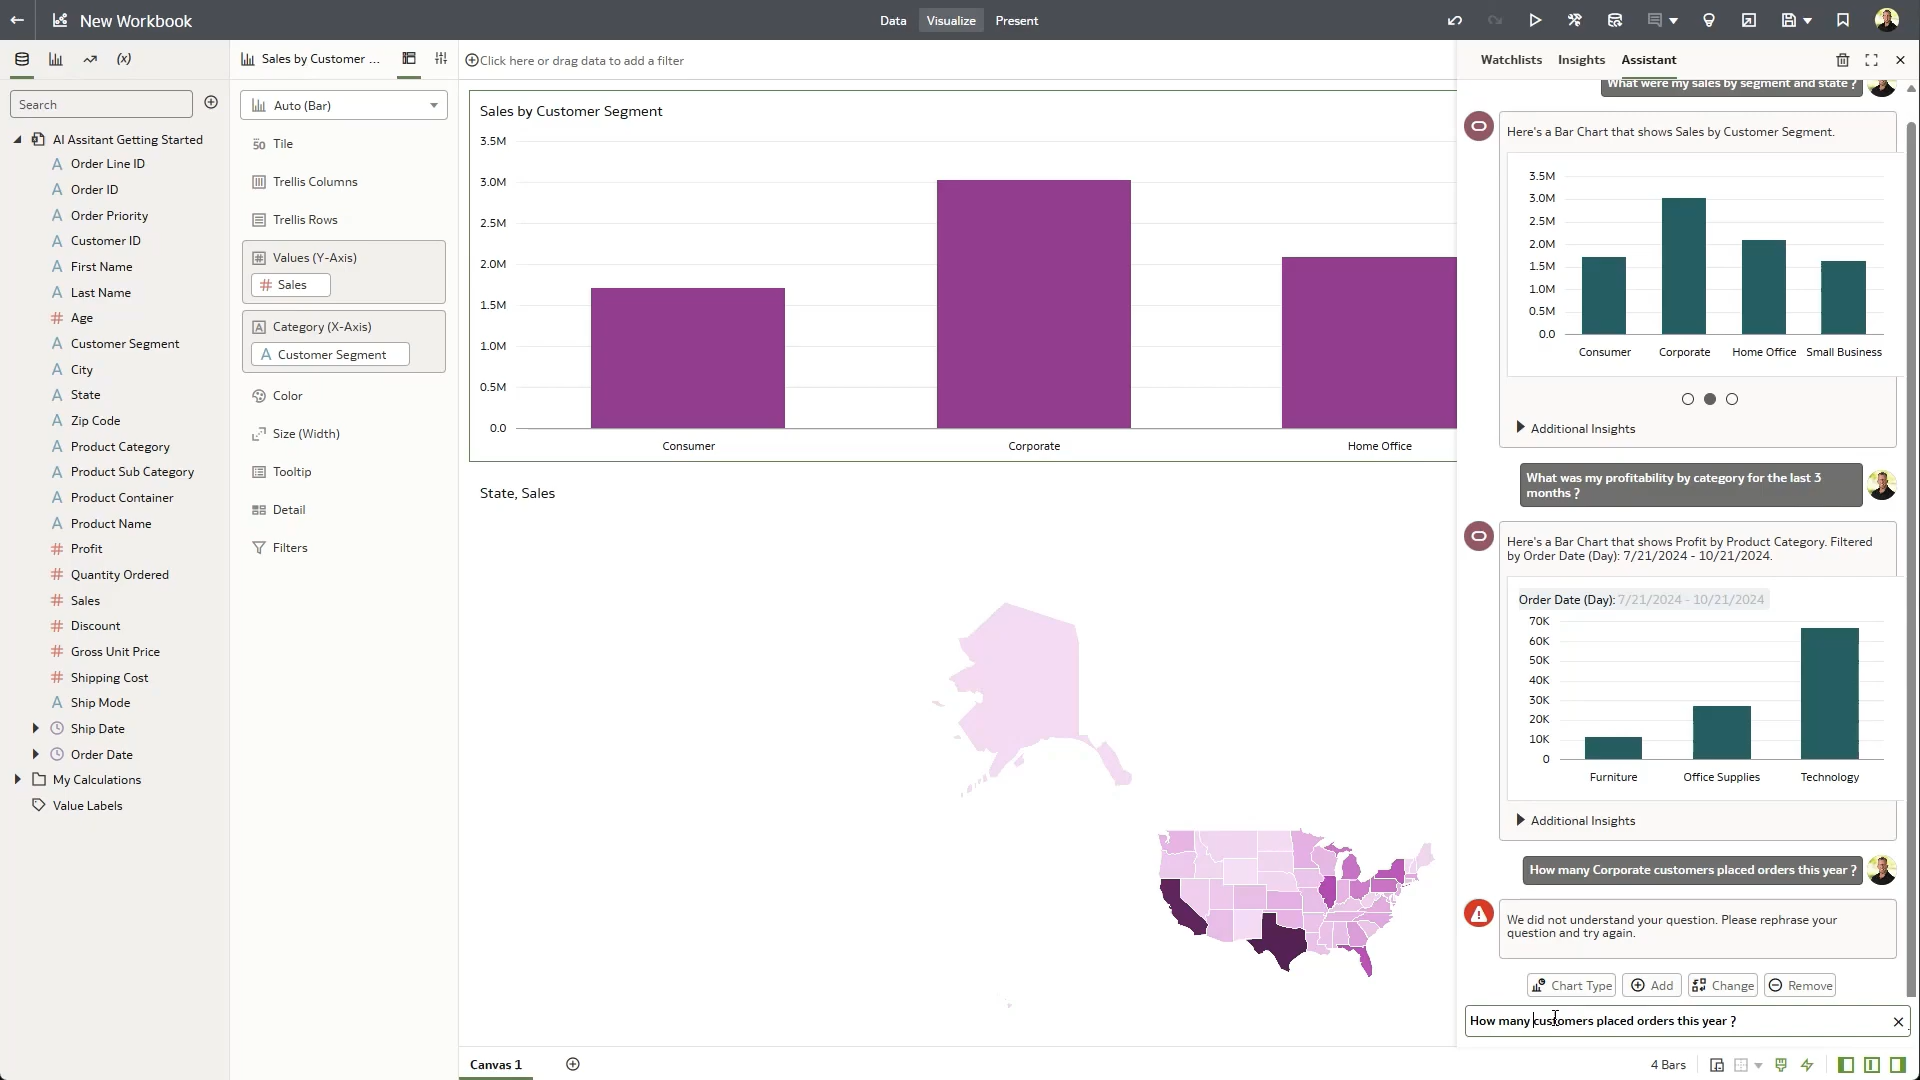 New Workbook
Data
Visualize
Present
Sales by Customer ...
Click here or drag data to add a filter
Watchlists
Insights
Assistant
Search
AI Assitant Getting Started
Order Line ID
Order ID
Order Priority
Customer ID
First Name
Last Name
Age
Customer Segment
City
State
Zip Code
Product Category
Product Sub Category
Product Container
Product Name
Profit
Quantity Ordered
Sales
Discount
Gross Unit Price
Shipping Cost
Ship Mode
Ship Date
Order Date
My Calculations
Value Labels
Auto (Bar)
Tile
Trellis Columns
Trellis Rows
Values (Y-Axis)
Sales
Category (X-Axis)
Customer Segment
Color
Size (Width)
Tooltip
Detail
Filters
Sales by Customer Segment
3.5M
3.0M
2.5M
2.0M
1.5M
1.0M
0.5M
0.0
Consumer
Corporate
Home Office
State, Sales
What were my sales by segment and state ?
Here's a Bar Chart that shows Sales by Customer Segment.
3.5M
3.0M
2.5M
2.0M
1.5M
1.0M
0.5M
0.0
Consumer
Corporate
Home Office
Small Business
Additional Insights
What was my profitability by category for the last 3
months ?
Here's a Bar Chart that shows Profit by Product Category. Filtered
by Order Date (Day): 7/21/2024 - 10/21/2024.
Order Date (Day): 7/21/2024 - 10/21/2024
70K
60K
50K
40K
30K
20K
10K
0
Furniture
Office Supplies
Technology
Additional Insights
How many Corporate customers placed orders this year ?
We did not understand your question. Please rephrase your
question and try again.
Chart Type
Add
Change
Remove
How many customers placed orders this year ?
Canvas 1
4 Bars